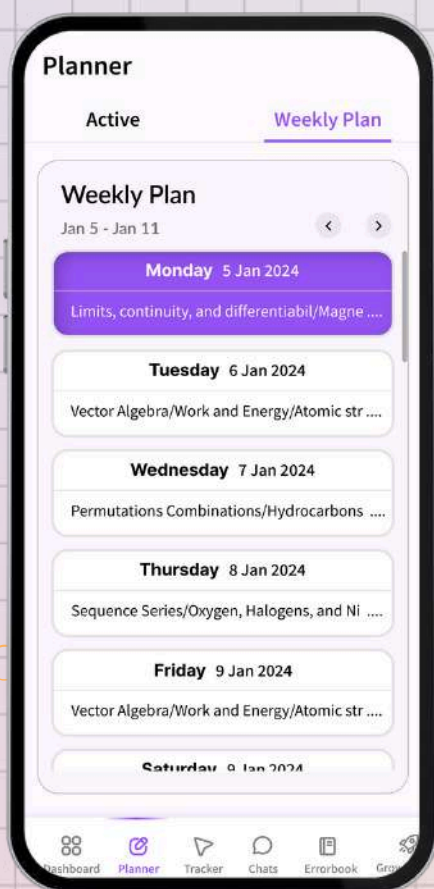 Planner
Active Weekly Plan
Weekly Plan
Jan 5 - Jan 11
Monday 5 Jan 2024
Limits, continuity, and differentiabil/Magne ....
Tuesday 6 Jan 2024
Vector Algebra/Work and Energy/Atomic str ....
Wednesday 7 Jan 2024
Permutations Combinations/Hydrocarbons ....
Thursday 8 Jan 2024
Sequence Series/Oxygen, Halogens, and Ni ....
Friday 9 Jan 2024
Vector Algebra/Work and Energy/Atomic str ....
Saturday 9 Jan 2024
Dashboard Planner Tracker Chats Errorbook